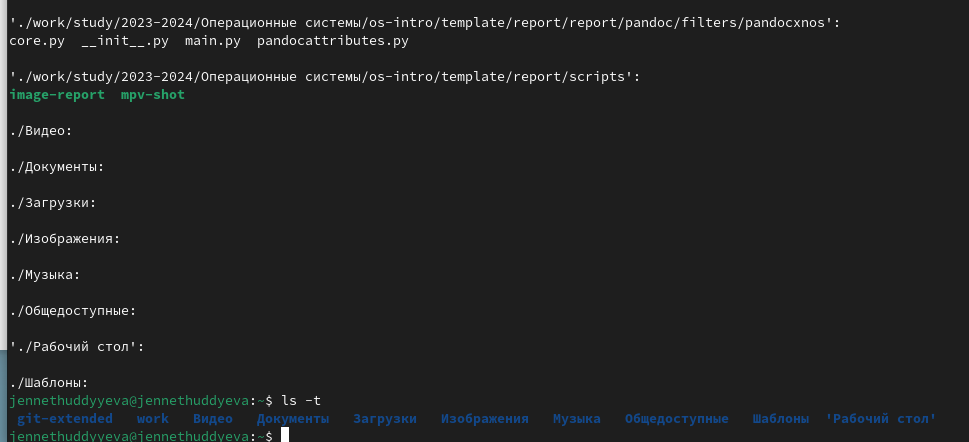 './work/study/2023-2024/Операционные системы/os-intro/template/report/report/pandoc/filters/pandocxnos':
core.py  __init__.py  main.py  pandocattributes.py
'./work/study/2023-2024/Операционные системы/os-intro/template/report/scripts':
image-report  mpv-shot
./Видео:
./Документы:
./Загрузки:
./Изображения:
./Музыка:
./Общедоступные:
'./Рабочий стол':
./Шаблоны:
jennethuddyyeva@jennethuddyeva:~$ ls -t
git-extended  work  Видео  Документы  Загрузки  Изображения  Музыка  Общедоступные  Шаблоны  'Рабочий стол'
jennethuddyyeva@jennethuddyeva:~$